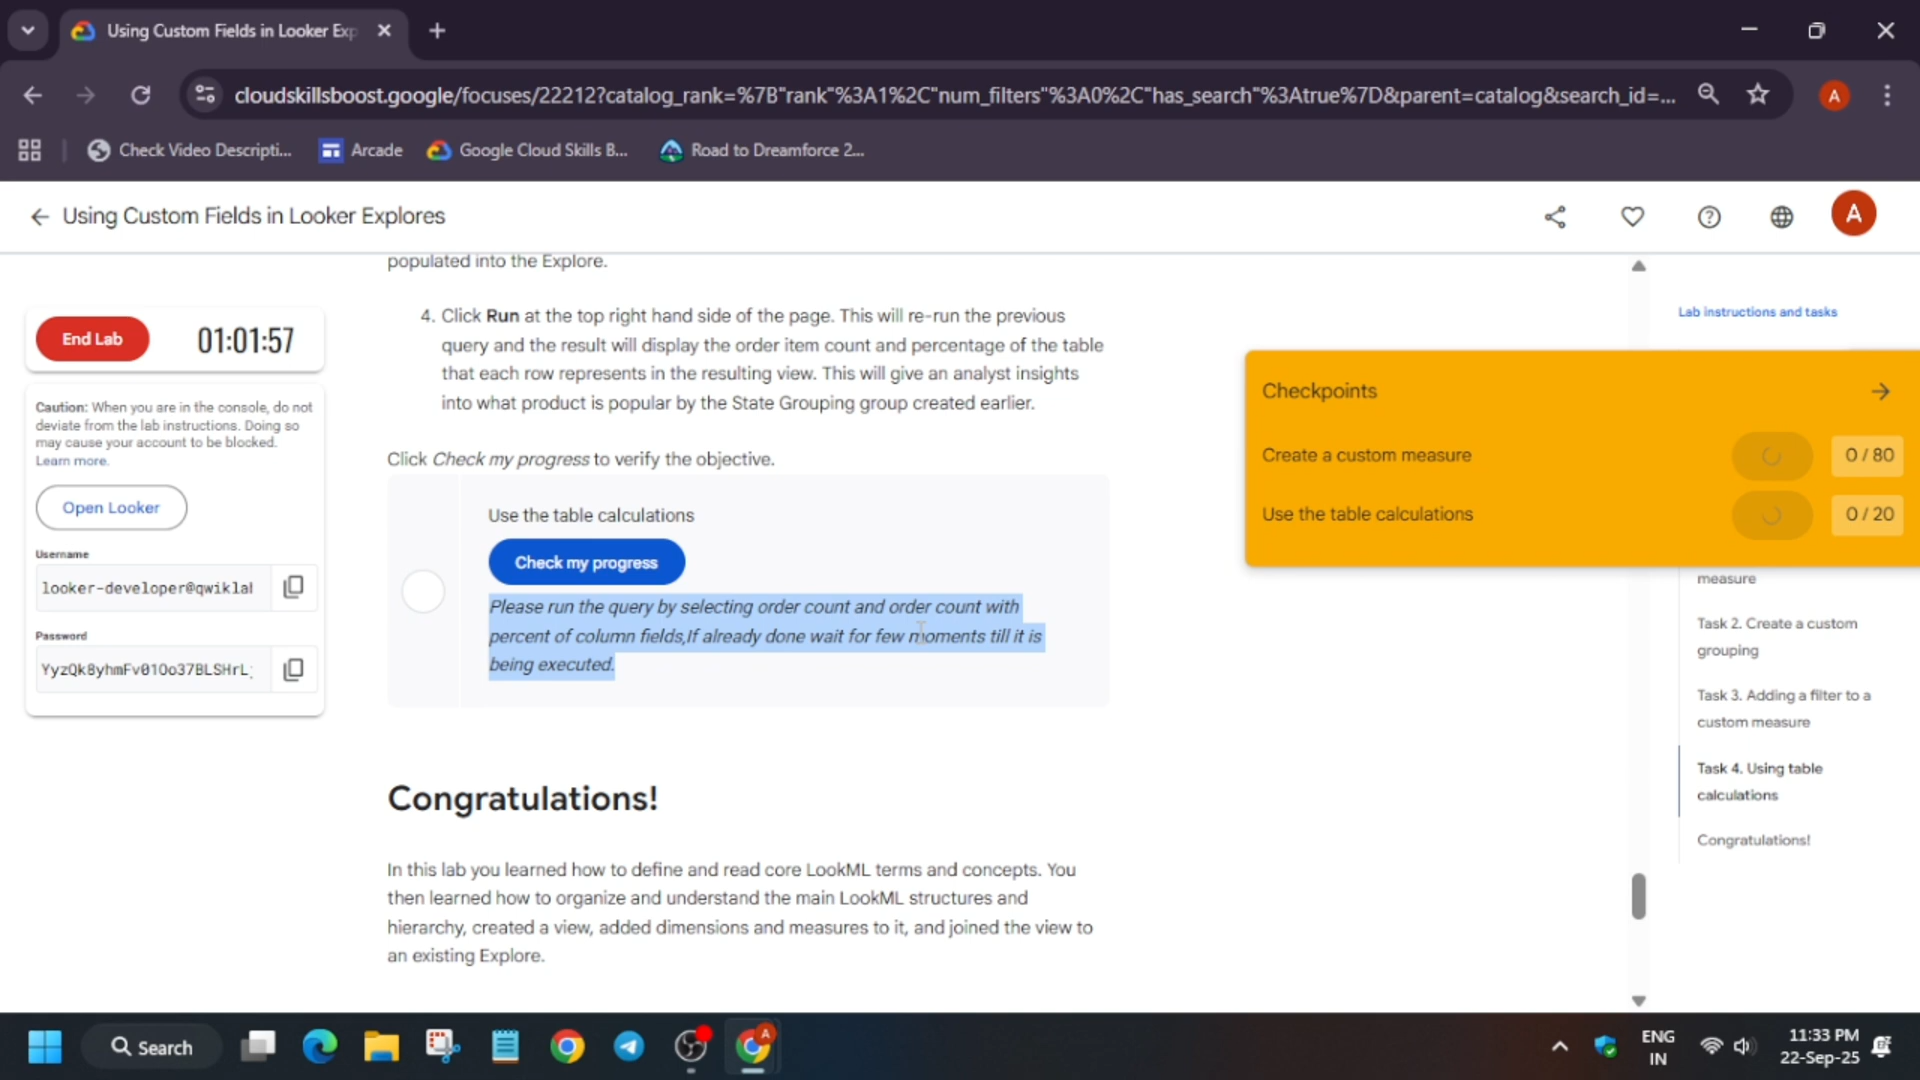 Using Custom Fields in Looker Exp
cloudskillsboost.google/focuses/22212?catalog_rank=%7B"rank"%3A1%2C"num_filters"%3A0%2C"has_search"%3Atrue%7D&parent=catalog&search_id=...
A
Check Video Descripti...
Arcade
Google Cloud Skills B...
Road to Dreamforce 2...
Using Custom Fields in Looker Explores
A
populated into the Explore.
4. Click Run at the top right hand side of the page. This will re-run the previous
query and the result will display the order item count and percentage of the table
that each row represents in the resulting view. This will give an analyst insights
into what product is popular by the State Grouping group created earlier.
Click Check my progress to verify the objective.
Use the table calculations
Check my progress
Please run the query by selecting order count and order count with
percent of column fields,If already done wait for few moments till it is
being executed.
Congratulations!
In this lab you learned how to define and read core LookML terms and concepts. You
then learned how to organize and understand the main LookML structures and
hierarchy, created a view, added dimensions and measures to it, and joined the view to
an existing Explore.
End Lab
01:01:57
Caution: When you are in the console, do not
deviate from the lab instructions. Doing so
may cause your account to be blocked.
Learn more.
Open Looker
Username
looker-developer@qwiklal
Password
YyzQk8yhmFv01Oo37BLSHrL;
Lab instructions and tasks
Checkpoints
Create a custom measure
0 / 80
Use the table calculations
0 / 20
measure
Task 2. Create a custom
grouping
Task 3. Adding a filter to a
custom measure
Task 4. Using table
calculations
Congratulations!
Search
A
ENG
IN
11:33 PM
22-Sep-25